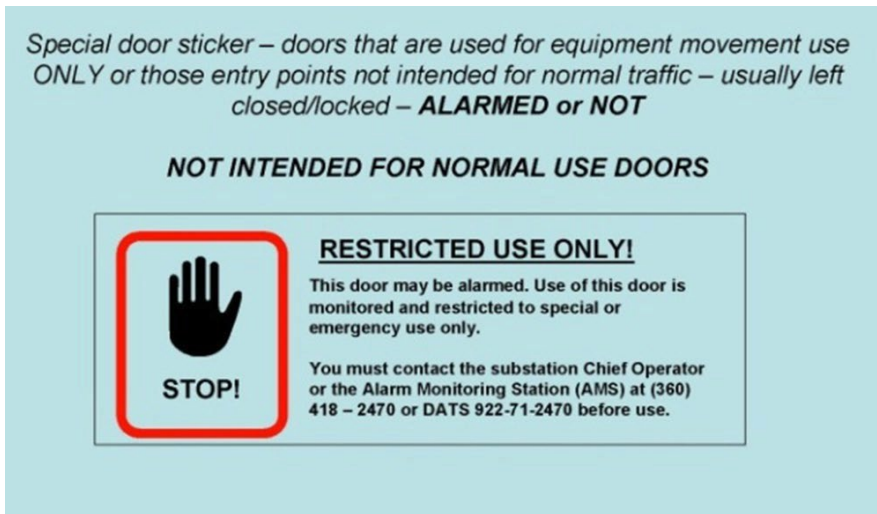 Special door sticker – doors that are used for equipment movement use
ONLY or those entry points not intended for normal traffic – usually left
closed/locked – ALARMED or NOT
NOT INTENDED FOR NORMAL USE DOORS
STOP!
RESTRICTED USE ONLY!
This door may be alarmed. Use of this door is
monitored and restricted to special or
emergency use only.
You must contact the substation Chief Operator
or the Alarm Monitoring Station (AMS) at (360)
418 – 2470 or DATS 922-71-2470 before use.